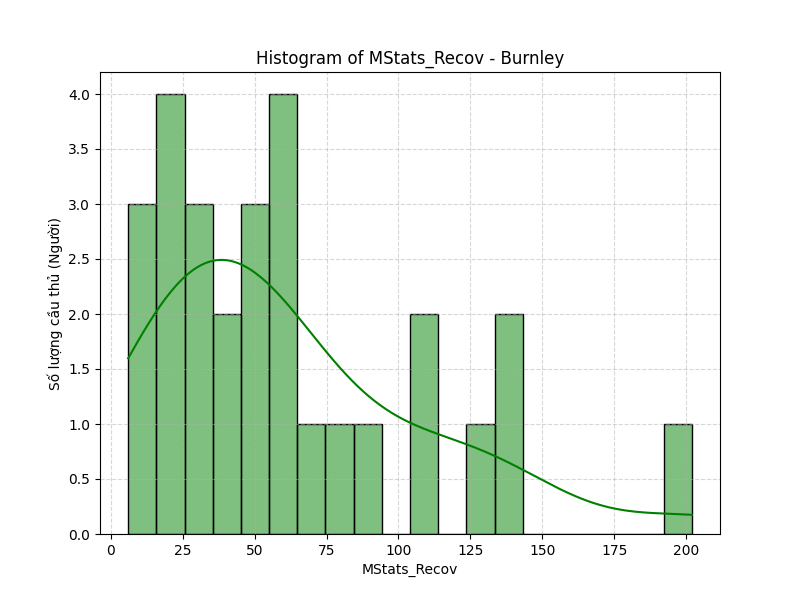 Histogram of MStats_Recov - Burnley
Số lượng cầu thủ (Người)
4.0
3.5
3.0
2.5
2.0
1.5
1.0
0.5
0.0
0 25 50 75 100 125 150 175 200
MStats_Recov